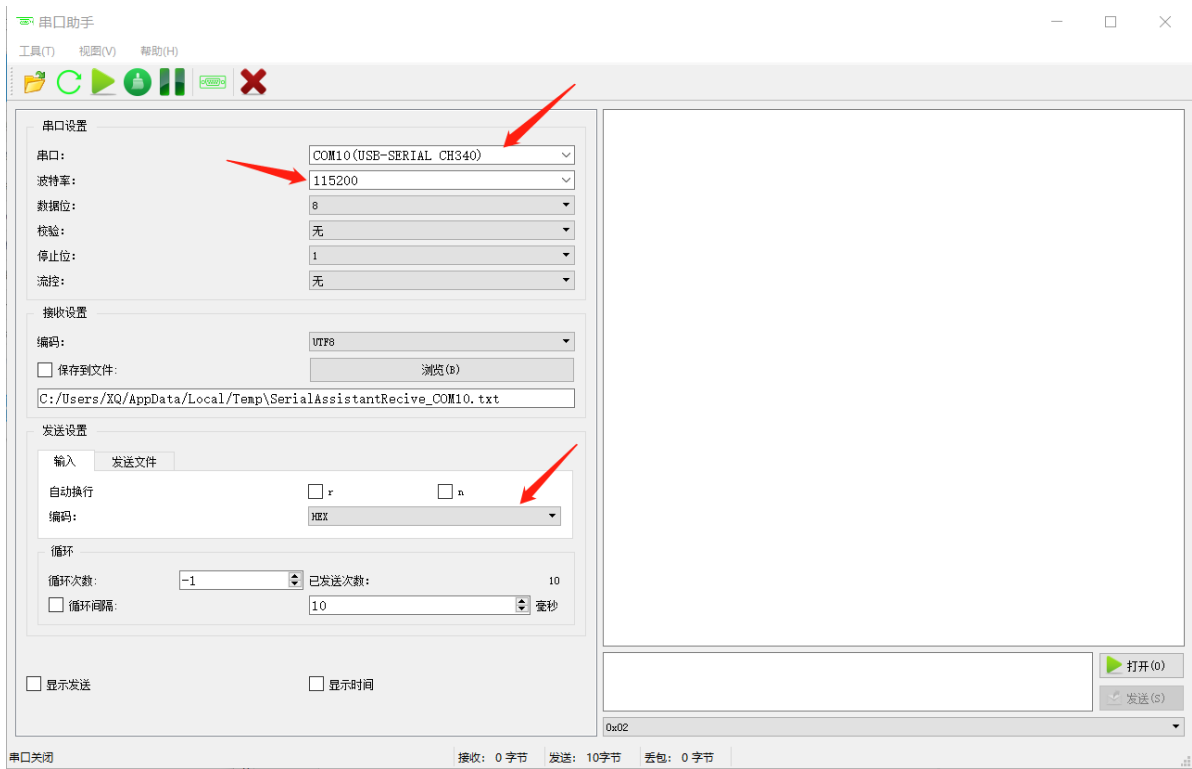 串口助手
工具(T) 视图(V) 帮助(H)
串口设置
串口: COM10(USB-SERIAL CH340)
波特率: 115200
数据位: 8
校验: 无
停止位: 1
流控: 无
接收设置
编码: UTF8
保存到文件: 浏览(B)
C:/Users/XQ/AppData/Local/Temp\SerialAssistantRecive_COM10.txt
发送设置
输入 发送文件
自动换行 r n
编码: HEX
循环
循环次数: -1 已发送次数: 10
循环间隔: 10 毫秒
显示发送 显示时间
打开(O)
发送(S)
0x02
串口关闭 接收: 0 字节 发送: 10字节 丢包: 0 字节